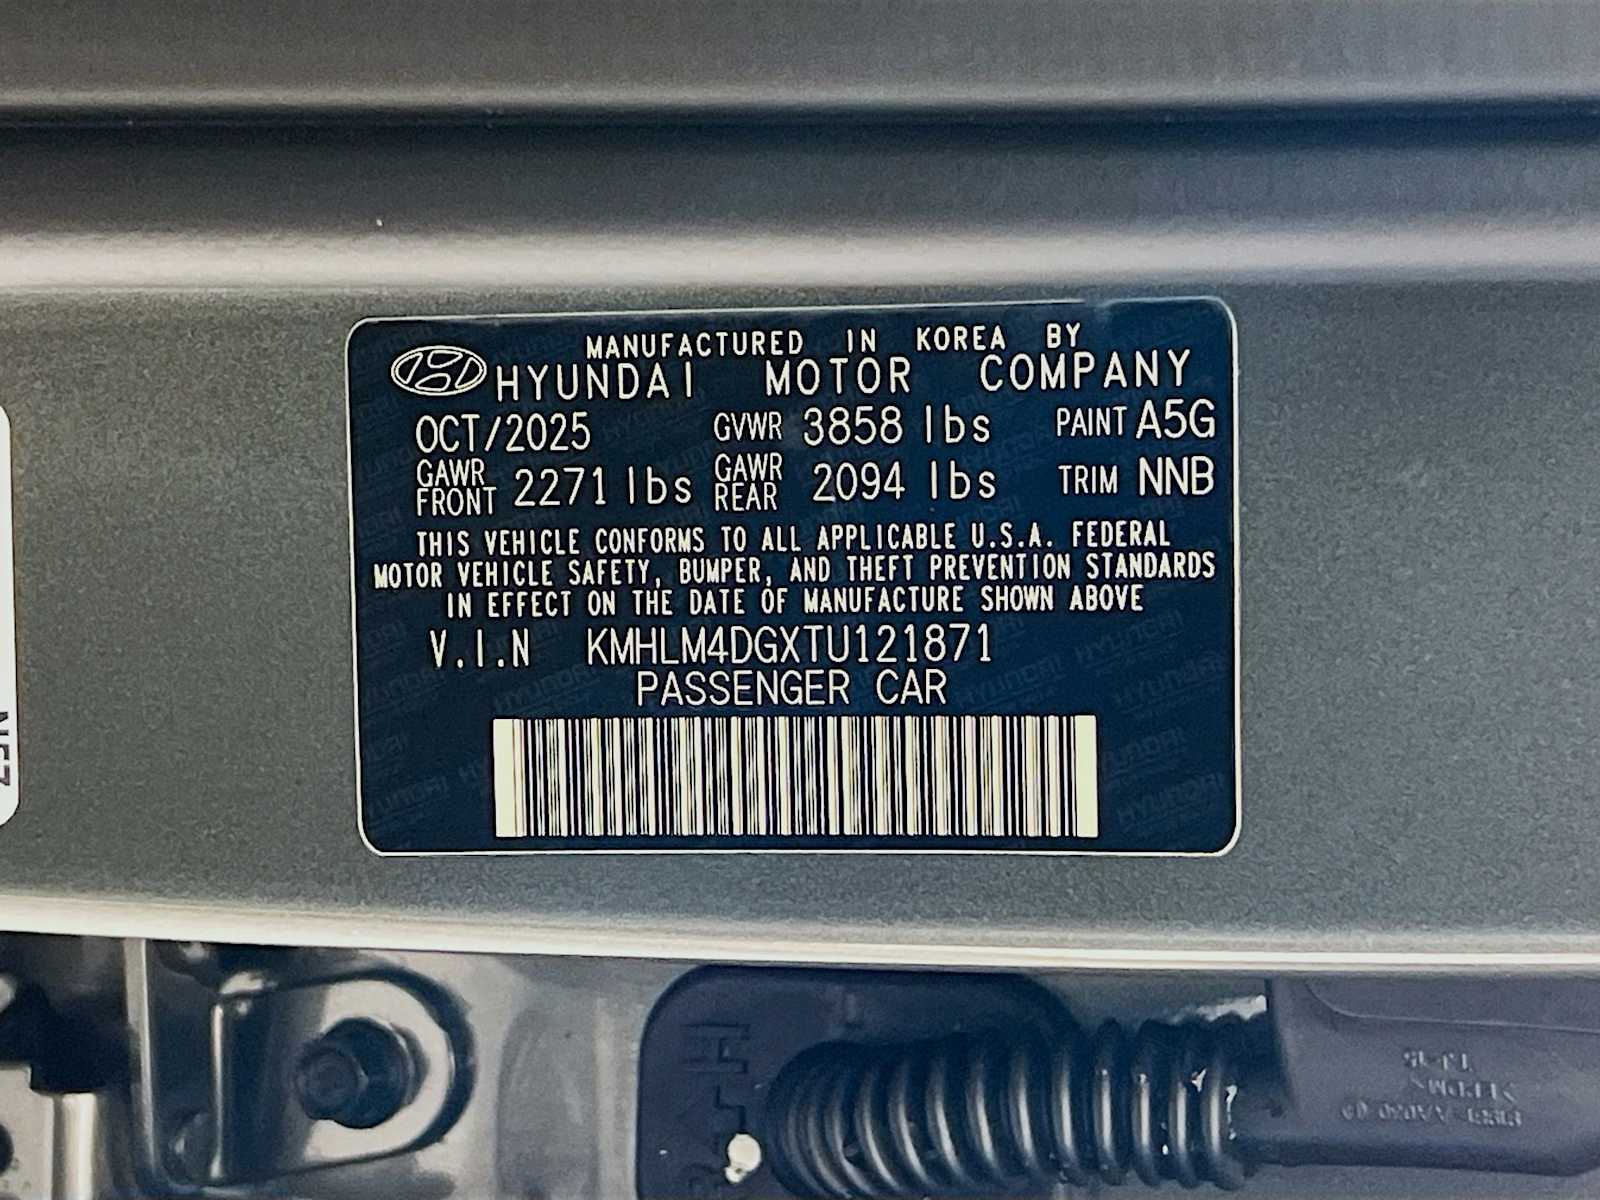 MANUFACTURED IN KOREA BY
HYUNDAI MOTOR COMPANY
OCT/2025 GVWR 3858 lbs PAINT A5G
GAWR FRONT 2271 lbs GAWR REAR 2094 lbs TRIM NNB
THIS VEHICLE CONFORMS TO ALL APPLICABLE U.S.A. FEDERAL
MOTOR VEHICLE SAFETY, BUMPER, AND THEFT PREVENTION STANDARDS
IN EFFECT ON THE DATE OF MANUFACTURE SHOWN ABOVE
V.I.N KMHLM4DGXTU121871
PASSENGER CAR